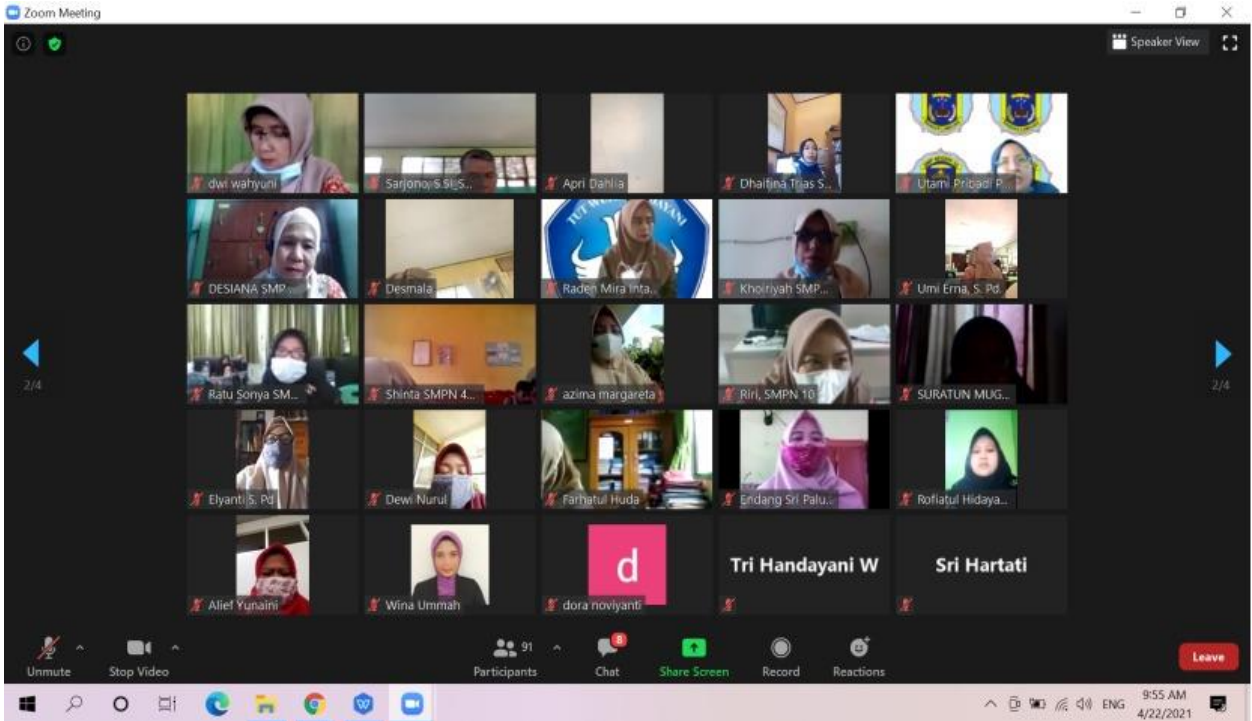 Zoom Meeting
Speaker View
dwi wahyuni
Sarjono, S.Si, S...
Apri Dahlia
Dhaifina Trias S...
Utami Pribadi P...
DESIANA SMP...
Desmala
TUT WURI HANDAYANI
Raden Mira Inta...
Khoiriyah SMP...
Umi Erna, S. Pd.
2/4
2/4
Ratu Sonya SM...
Shinta SMPN 4...
azima margareta
Riri, SMPN 10
SURATUN MUG...
Elyanti S. Pd
Dewi Nurul
Farhatul Huda
Endang Sri Palu...
Rofiatul Hidaya...
Alief Yunaini
Wina Ummah
d
dora noviyanti
Tri Handayani W
Sri Hartati
Unmute
Stop Video
91
Participants
8
Chat
Share Screen
Record
Reactions
Leave
ENG
9:55 AM
4/22/2021